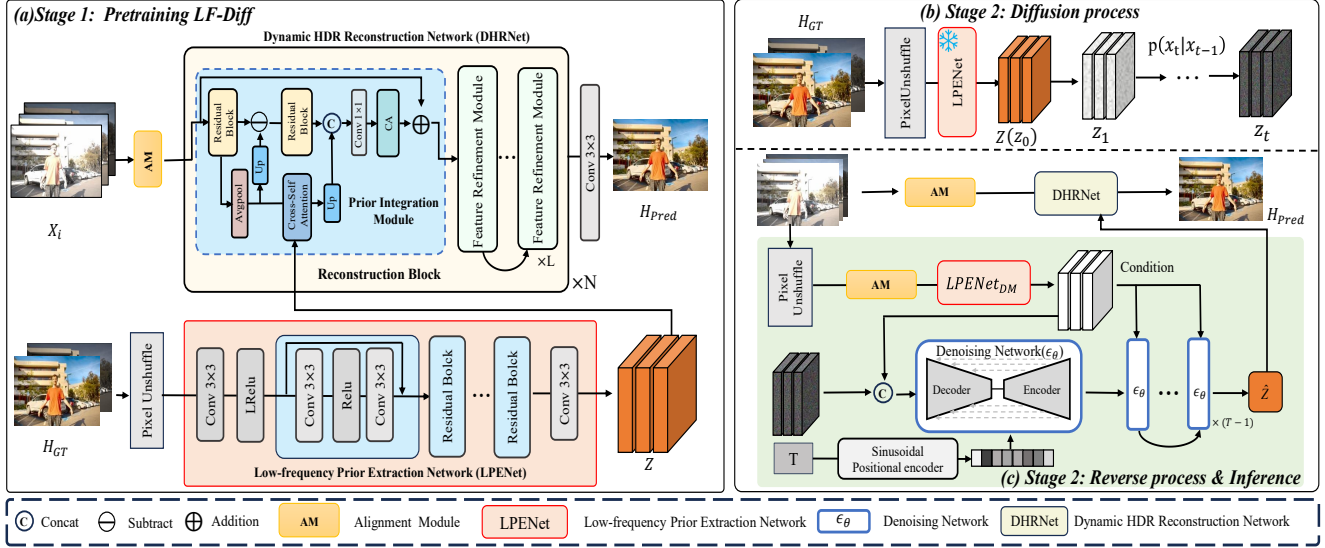 (a)Stage 1: Pretraining LF-Diff
Dynamic HDR Reconstruction Network (DHRNet)
X_i
AM
Residual Block
Residual Block
Up
Avgpool
Cross-Self Attention
Up
C
Conv 1×1
CA
Prior Integration
Module
Reconstruction Block
Feature Refinement Module
...
Feature Refinement Module
×L
×N
Conv 3×3
H_Pred
H_GT
Pixel Unshuffle
Conv 3×3
LRelu
Conv 3×3
Relu
Conv 3×3
Residual Bolck
...
Residual Bolck
Conv 3×3
Low-frequency Prior Extraction Network (LPENet)
Z
(b) Stage 2: Diffusion process
H_GT
PixelUnshuffle
LPENet
Z(z_0)
z_1
p(x_t|x_{t-1})
...
z_t
AM
DHRNet
H_Pred
Pixel
Unshuffle
AM
LPENet_DM
Condition
C
Denoising Network(ϵ_θ)
Decoder
Encoder
ϵ_θ
...
ϵ_θ
× (T−1)
Ẑ
T
Sinusoidal
Positional encoder
(c) Stage 2: Reverse process & Inference
C Concat
Subtract
Addition
AM Alignment Module
LPENet Low-frequency Prior Extraction Network
ϵ_θ Denoising Network
DHRNet Dynamic HDR Reconstruction Network